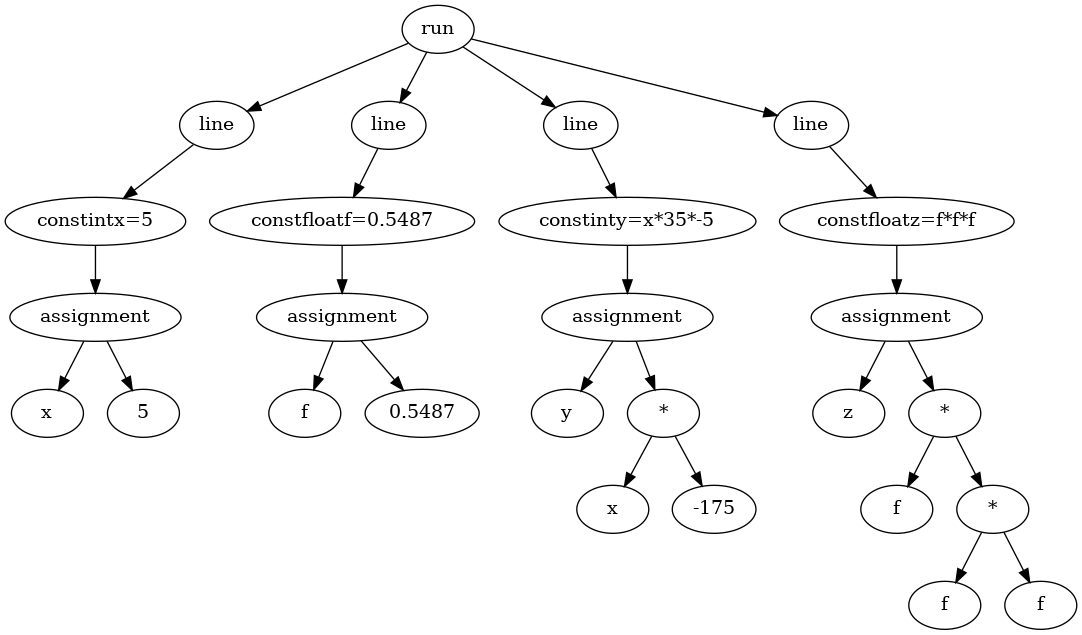 run
line line line line
constintx=5 constfloatf=0.5487 constinty=x*35*-5 constfloatz=f*f*f
assignment assignment assignment assignment
x 5 f 0.5487 y * z *
x -175 f *
f f